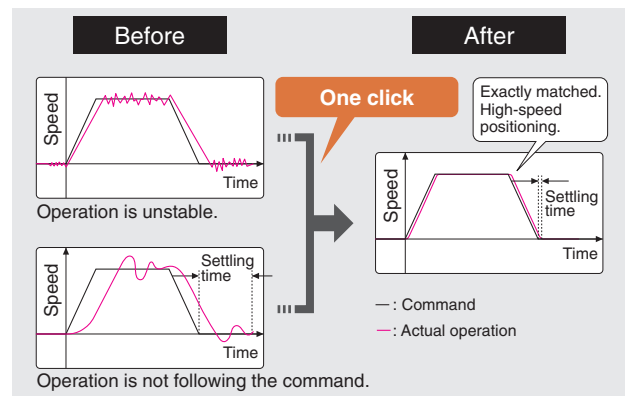 Before
After
One click
Exactly matched.
High-speed
positioning.
Speed
Time
Operation is unstable.
Speed
Settling
time
Time
Operation is not following the command.
Speed
Settling
time
Time
— : Command
— : Actual operation